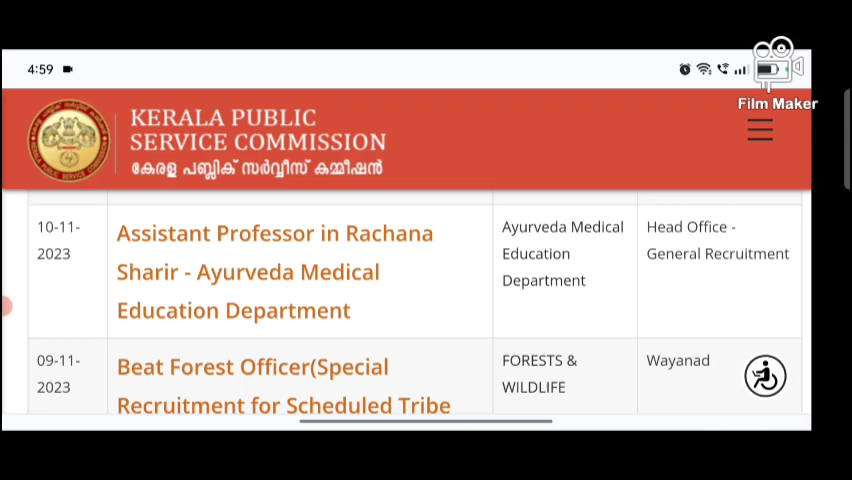 4:59
Film Maker
KERALA PUBLIC
SERVICE COMMISSION
കേരള പബ്ലിക് സർവ്വീസ് കമ്മീഷൻ
10-11-
2023
Assistant Professor in Rachana
Sharir - Ayurveda Medical
Education Department
Ayurveda Medical
Education
Department
Head Office -
General Recruitment
09-11-
2023
Beat Forest Officer(Special
Recruitment for Scheduled Tribe
FORESTS &
WILDLIFE
Wayanad